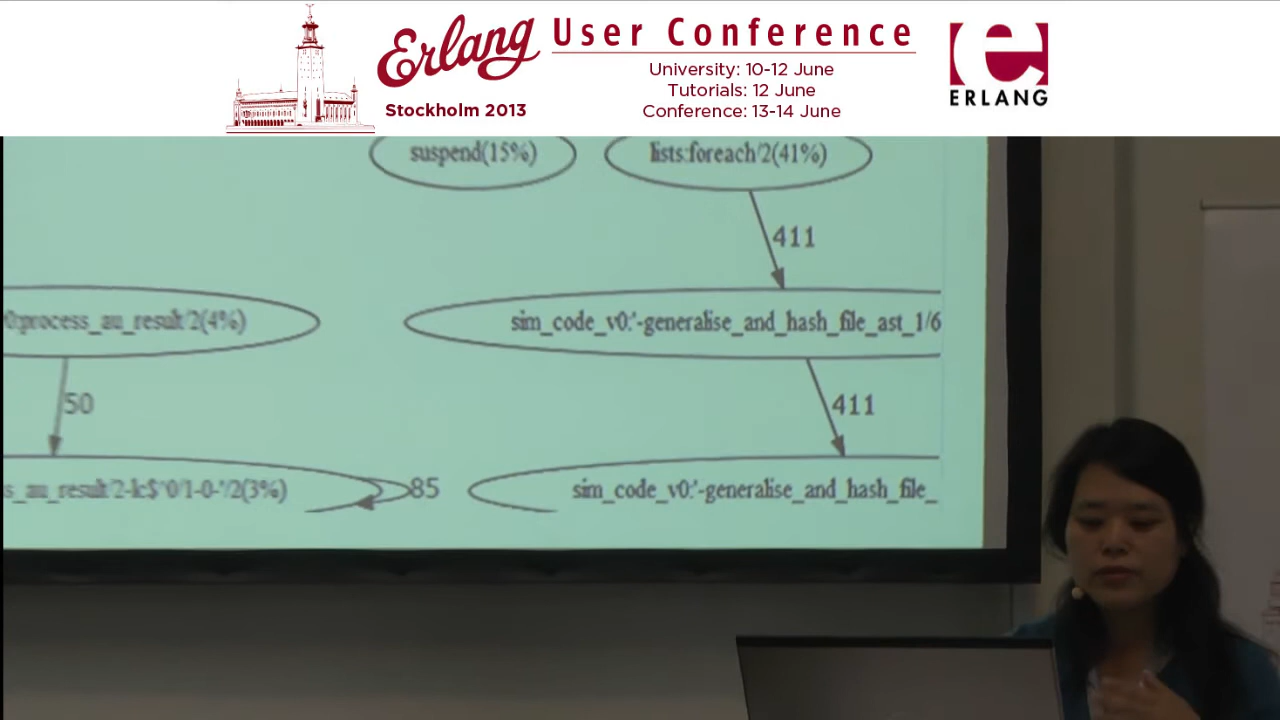 Erlang User Conference
Stockholm 2013
University: 10-12 June
Tutorials: 12 June
Conference: 13-14 June
ERLANG
suspend(15%)
lists:foreach/2(41%)
411
0:process_au_result/2(4%)
sim_code_v0:'-generalise_and_hash_file_ast_1/6
50
411
s_au_result/2-lc$^0/1-0-'/2(3%)
85
sim_code_v0:'-generalise_and_hash_file_